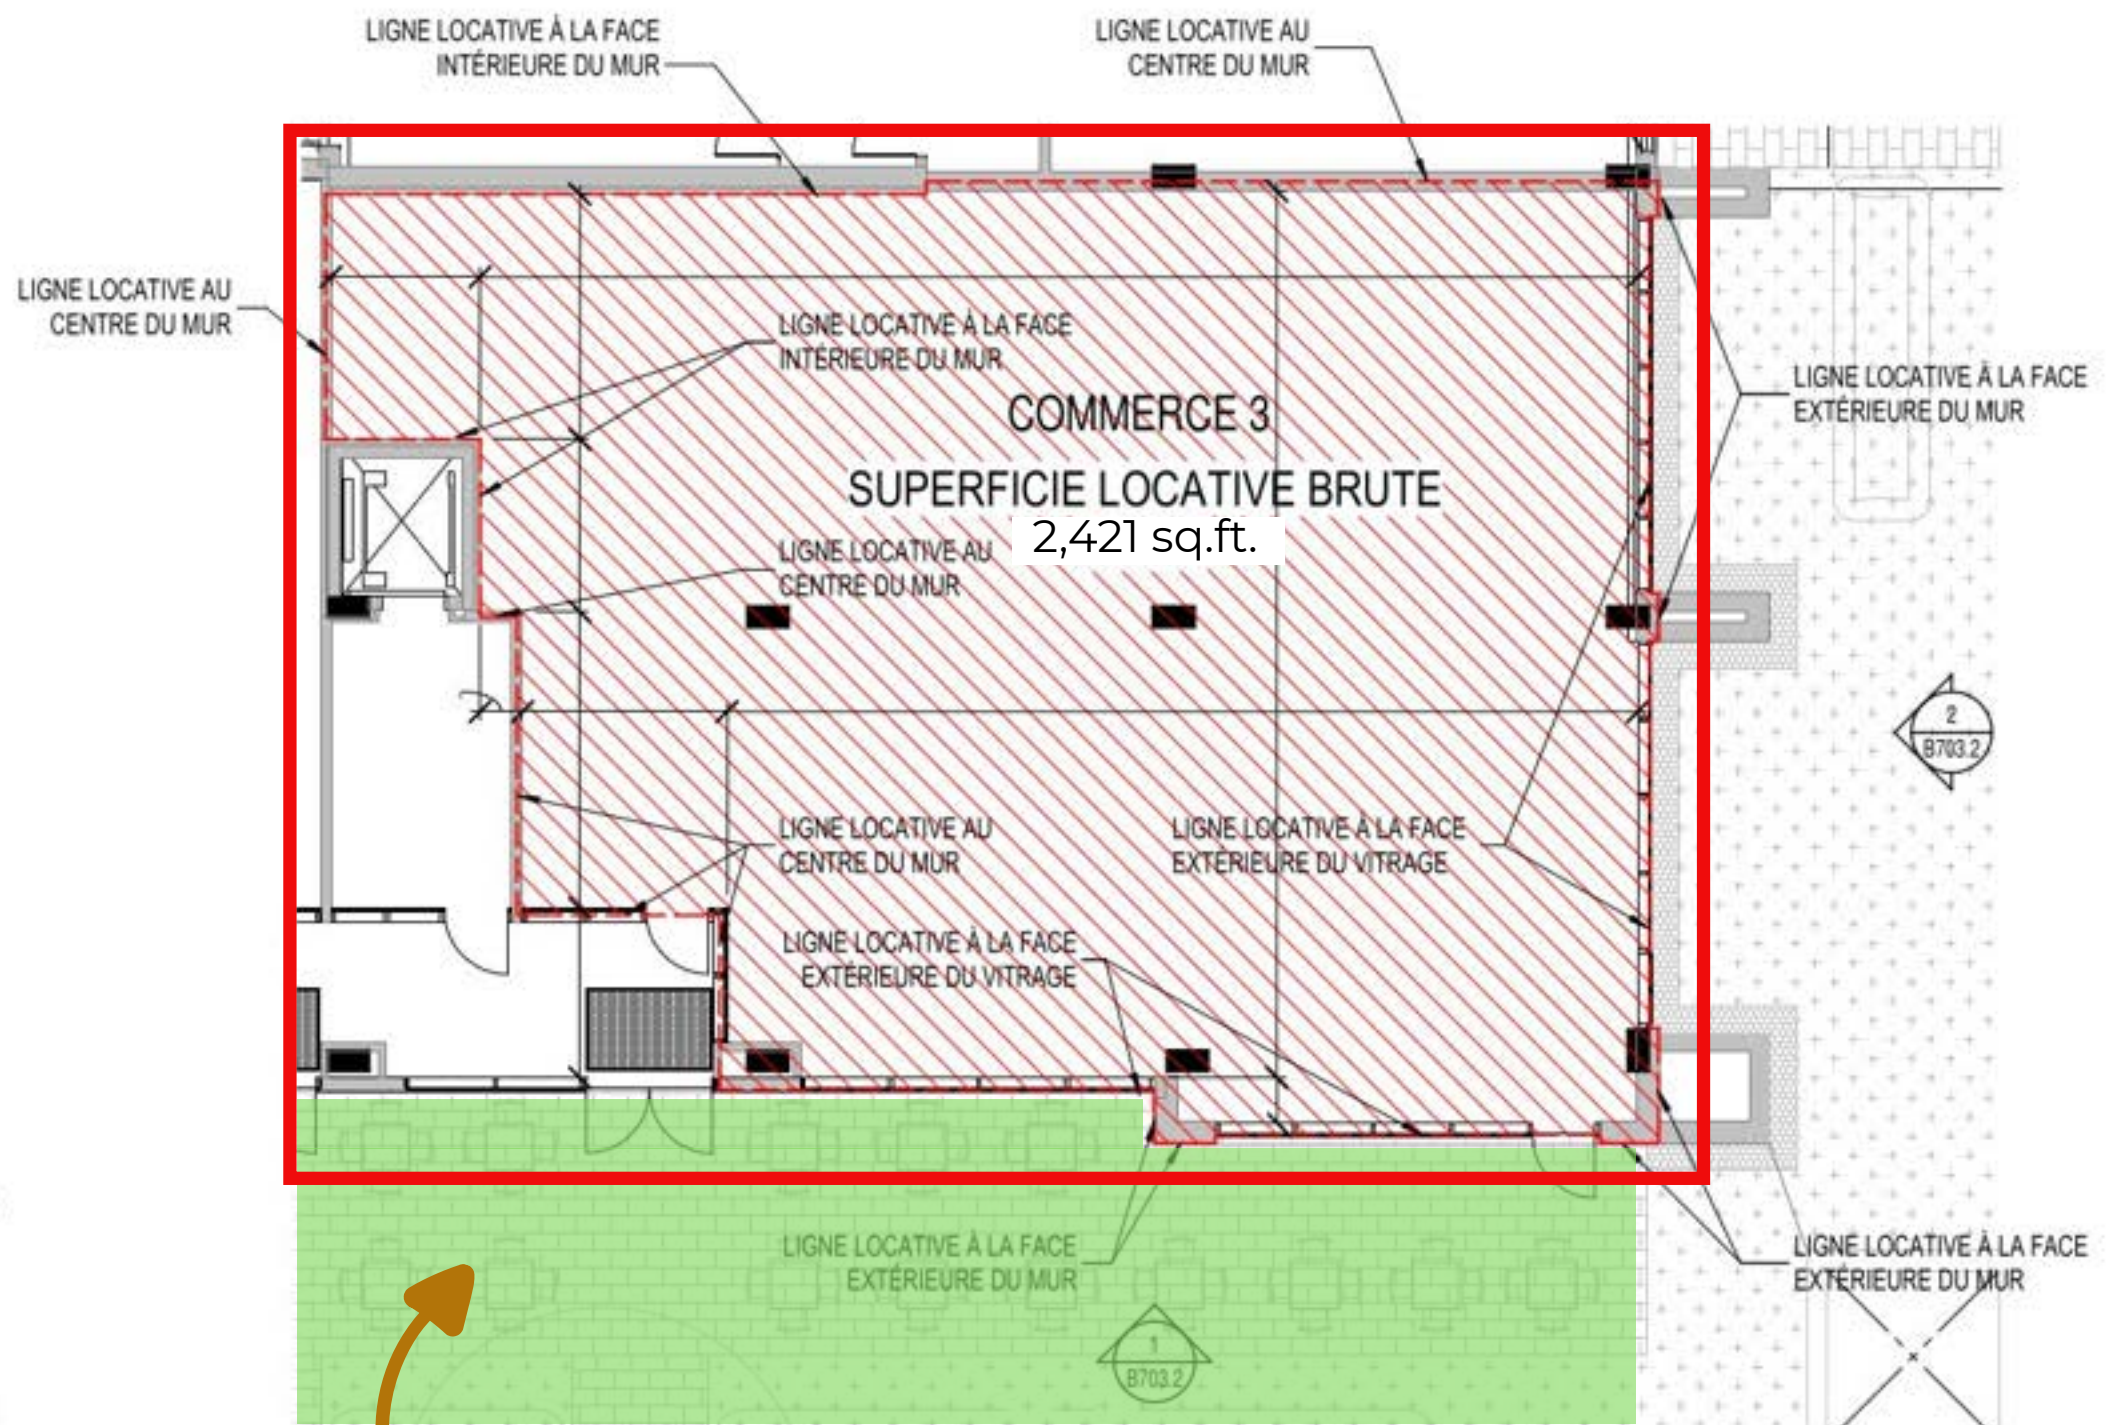 LIGNE LOCATIVE À LA FACE
INTÉRIEURE DU MUR
LIGNE LOCATIVE AU
CENTRE DU MUR
LIGNE LOCATIVE AU
CENTRE DU MUR
LIGNE LOCATIVE À LA FACE
INTÉRIEURE DU MUR
LIGNE LOCATIVE À LA FACE
EXTÉRIEURE DU MUR
COMMERCE 3
SUPERFICIE LOCATIVE BRUTE
2,421 sq.ft.
LIGNE LOCATIVE AU
CENTRE DU MUR
2
B703.2
LIGNE LOCATIVE AU
CENTRE DU MUR
LIGNE LOCATIVE À LA FACE
EXTÉRIEURE DU VITRAGE
LIGNE LOCATIVE À LA FACE
EXTÉRIEURE DU VITRAGE
LIGNE LOCATIVE À LA FACE
EXTÉRIEURE DU MUR
LIGNE LOCATIVE À LA FACE
EXTÉRIEURE DU MUR
1
B703.2